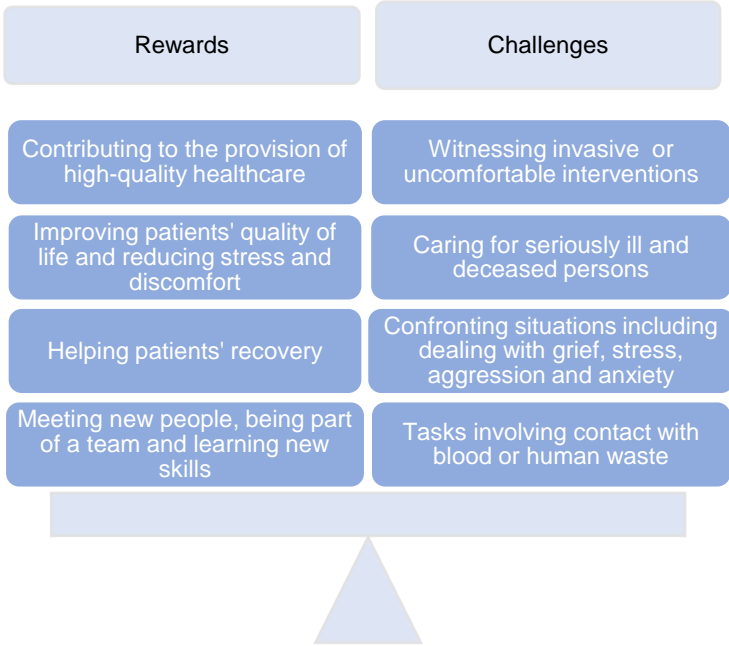 Rewards
Challenges
Contributing to the provision of
high-quality healthcare
Witnessing invasive or
uncomfortable interventions
Improving patients' quality of
life and reducing stress and
discomfort
Caring for seriously ill and
deceased persons
Helping patients' recovery
Confronting situations including
dealing with grief, stress,
aggression and anxiety
Meeting new people, being part
of a team and learning new
skills
Tasks involving contact with
blood or human waste